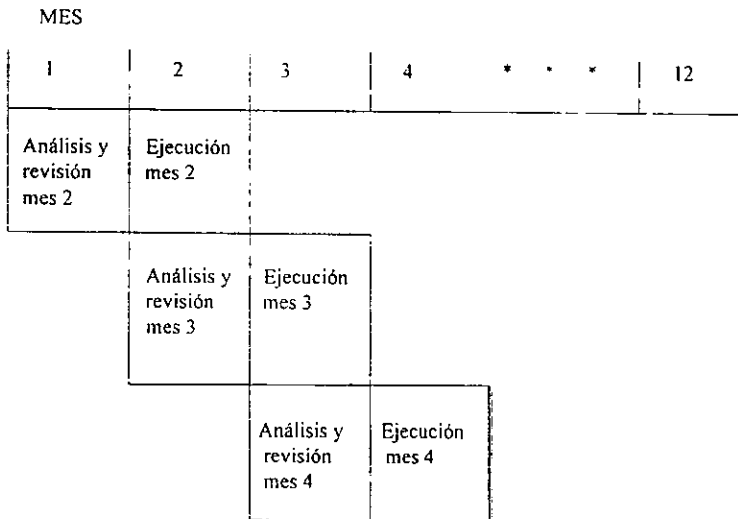 MES
1 2 3 4 * * * 12
Análisis y Ejecución
revisión mes 2
mes 2
Análisis y Ejecución
revisión mes 3
mes 3
Análisis y Ejecución
revisión mes 4
mes 4